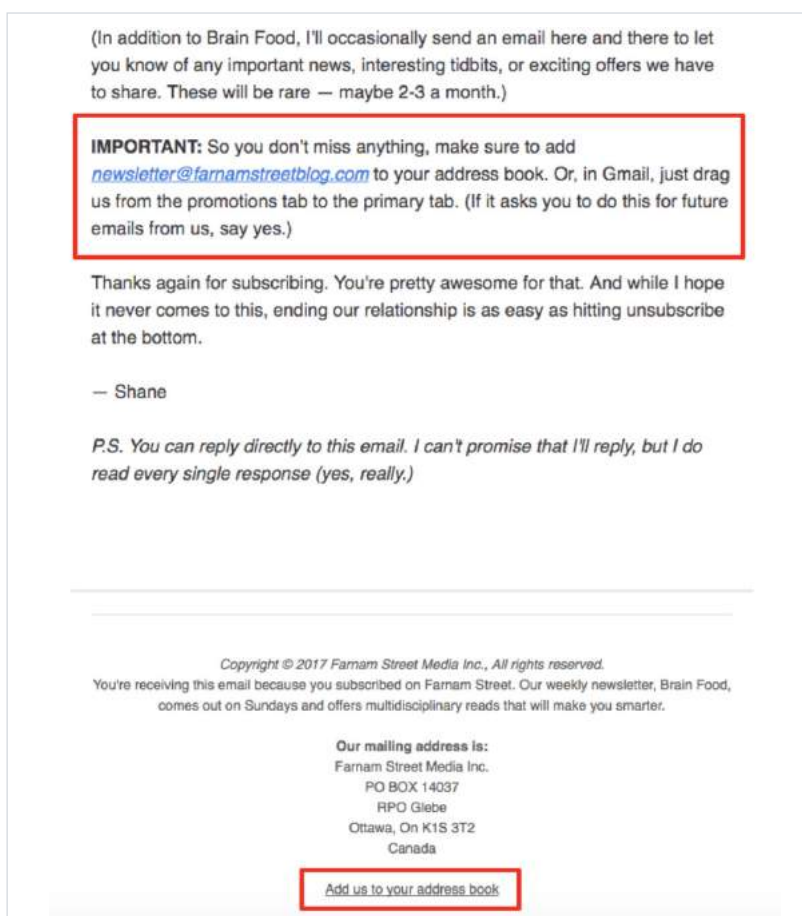 (In addition to Brain Food, I'll occasionally send an email here and there to let
you know of any important news, interesting tidbits, or exciting offers we have
to share. These will be rare — maybe 2-3 a month.)
IMPORTANT: So you don't miss anything, make sure to add
newsletter@farnamstreetblog.com to your address book. Or, in Gmail, just drag
us from the promotions tab to the primary tab. (If it asks you to do this for future
emails from us, say yes.)
Thanks again for subscribing. You're pretty awesome for that. And while I hope
it never comes to this, ending our relationship is as easy as hitting unsubscribe
at the bottom.
— Shane
P.S. You can reply directly to this email. I can't promise that I'll reply, but I do
read every single response (yes, really.)
Copyright © 2017 Farnam Street Media Inc., All rights reserved.
You're receiving this email because you subscribed on Farnam Street. Our weekly newsletter, Brain Food,
comes out on Sundays and offers multidisciplinary reads that will make you smarter.
Our mailing address is:
Farnam Street Media Inc.
PO BOX 14037
RPO Glebe
Ottawa, On K1S 3T2
Canada
Add us to your address book